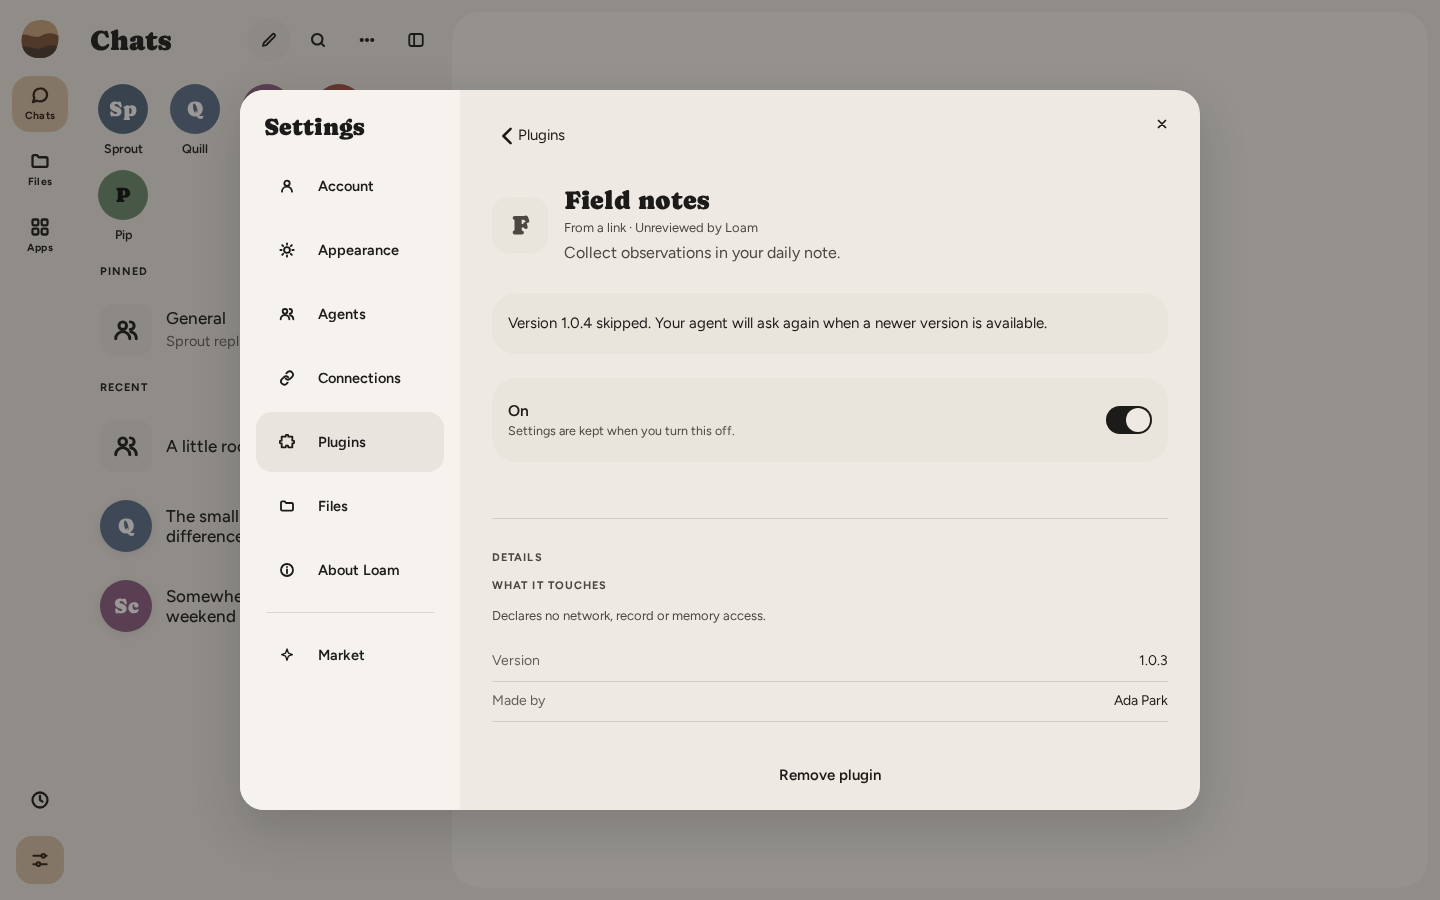 Chats
Chats
Files
Apps
Sp
Sprout
Q
Quill
P
Pip
PINNED
General
Sprout repl
RECENT
A little roo
Q
The small
difference
Sc
Somewhe
weekend
Settings
Account
Appearance
Agents
Connections
Plugins
Files
About Loam
Market
Plugins
F
Field notes
From a link · Unreviewed by Loam
Collect observations in your daily note.
Version 1.0.4 skipped. Your agent will ask again when a newer version is available.
On
Settings are kept when you turn this off.
DETAILS
WHAT IT TOUCHES
Declares no network, record or memory access.
Version 1.0.3
Made by Ada Park
Remove plugin